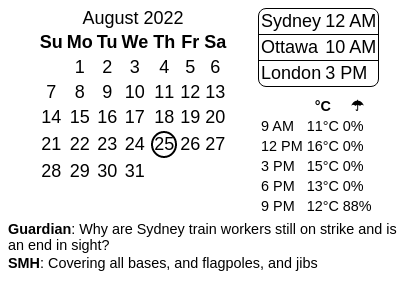 August 2022
Su Mo Tu We Th Fr Sa
1 2 3 4 5 6
7 8 9 10 11 12 13
14 15 16 17 18 19 20
21 22 23 24 25 26 27
28 29 30 31
Sydney 12 AM
Ottawa 10 AM
London 3 PM
°C ☂
9 AM 11°C 0%
12 PM 16°C 0%
3 PM 15°C 0%
6 PM 13°C 0%
9 PM 12°C 88%
Guardian: Why are Sydney train workers still on strike and is
an end in sight?
SMH: Covering all bases, and flagpoles, and jibs